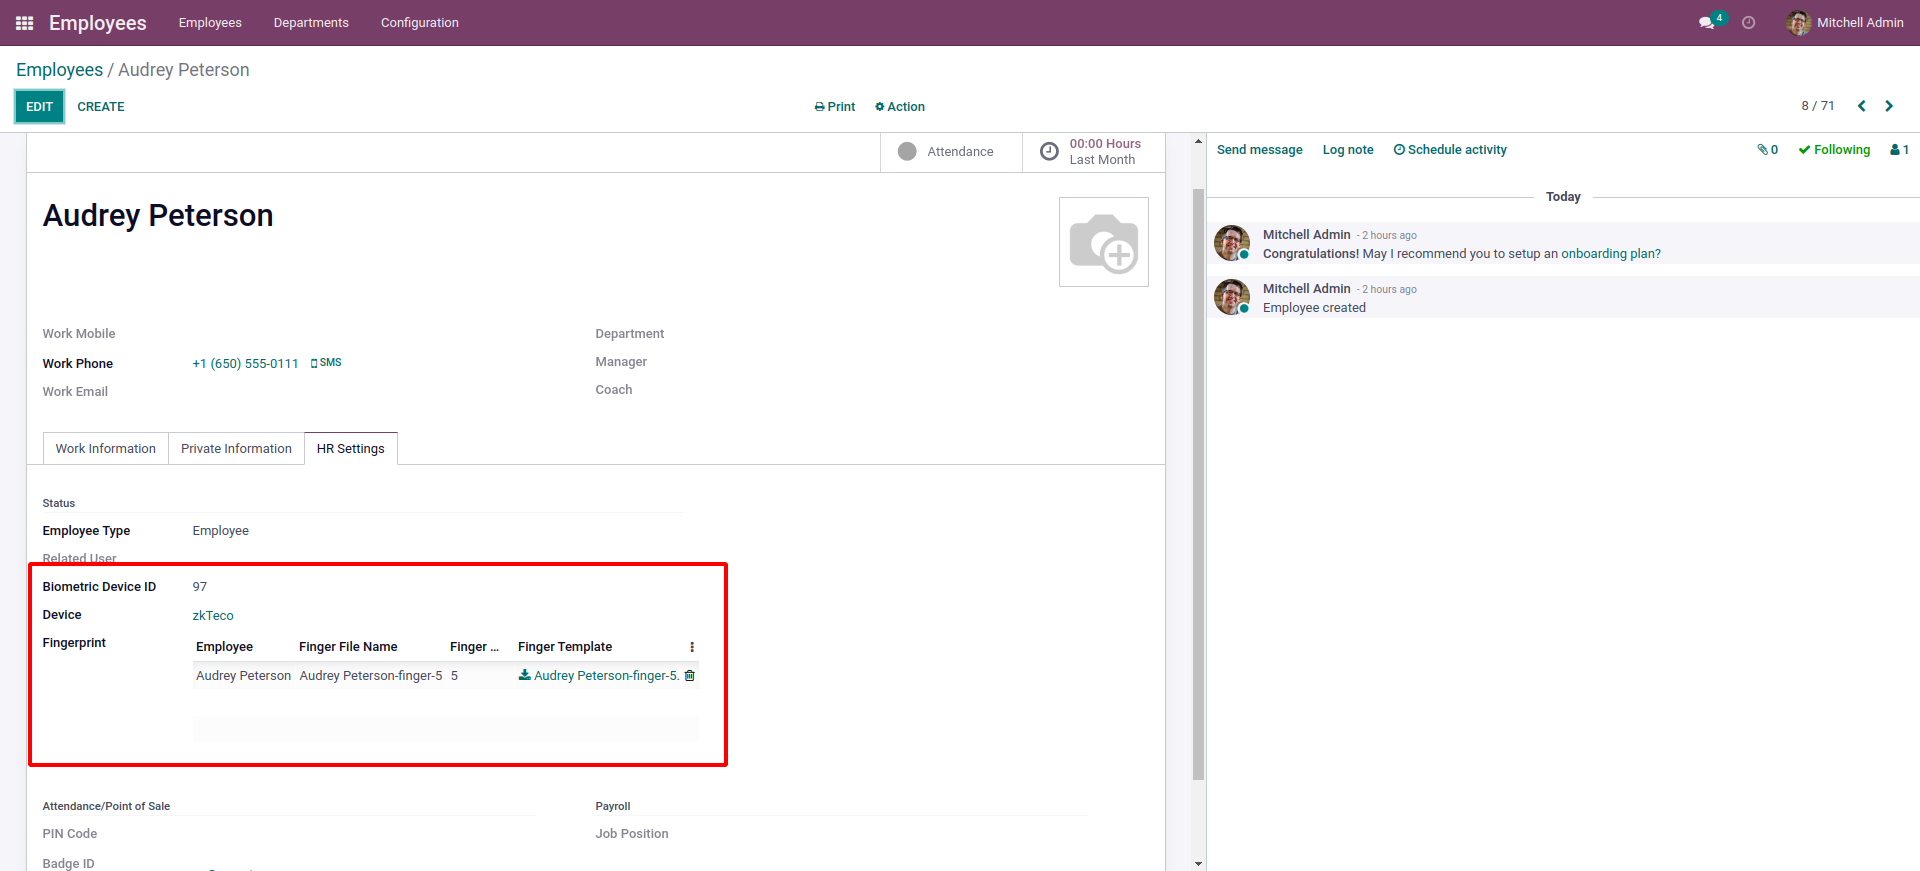 Employees Employees Departments Configuration 4 Mitchell Admin
Employees / Audrey Peterson
EDIT CREATE Print Action 8 / 71
Attendance 00:00 Hours
Last Month
Audrey Peterson
Work Mobile
Work Phone +1 (650) 555-0111 SMS
Work Email
Department
Manager
Coach
Work Information Private Information HR Settings
Status
Employee Type Employee
Related User
Biometric Device ID 97
Device zkTeco
Fingerprint
Employee Finger File Name Finger ... Finger Template
Audrey Peterson Audrey Peterson-finger-5 5 Audrey Peterson-finger-5.
Attendance/Point of Sale
PIN Code
Badge ID
Payroll
Job Position
Send message Log note Schedule activity 0 Following 1
Today
Mitchell Admin - 2 hours ago
Congratulations! May I recommend you to setup an onboarding plan?
Mitchell Admin - 2 hours ago
Employee created